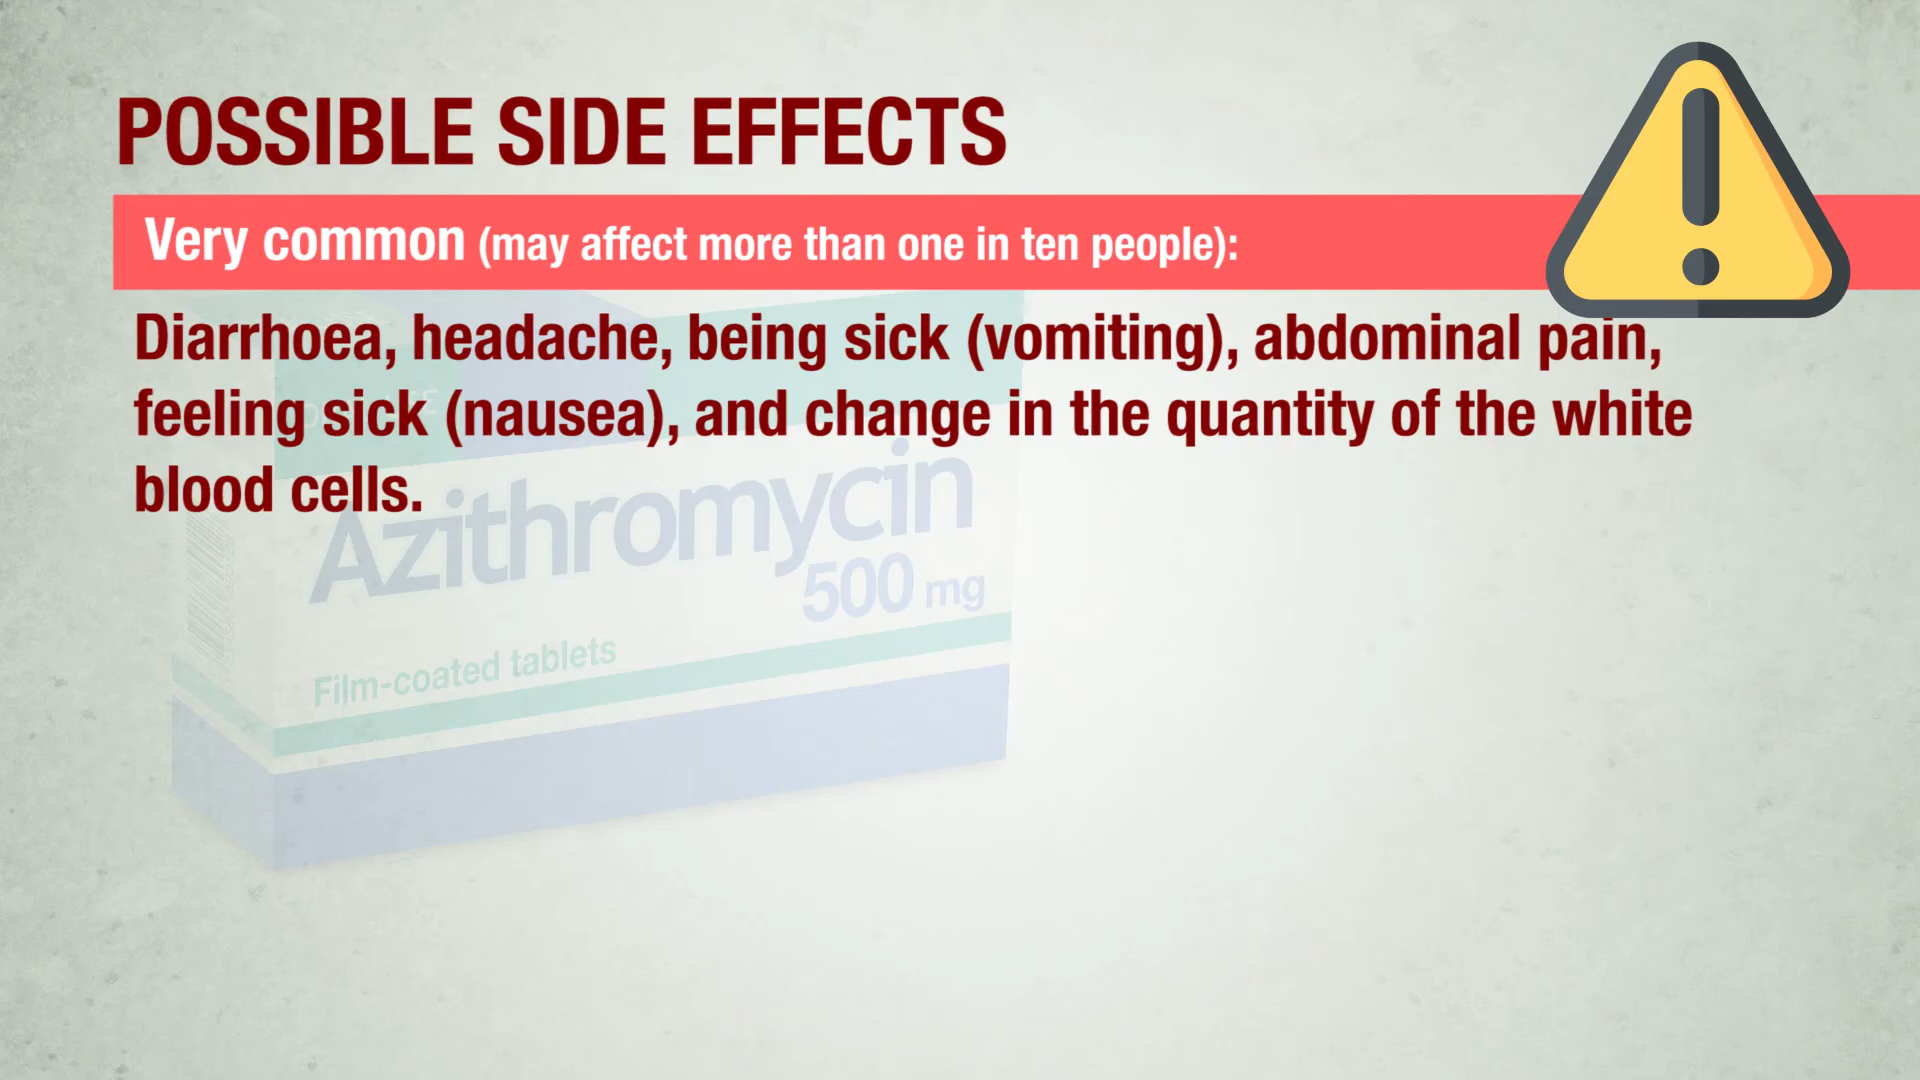 POSSIBLE SIDE EFFECTS
Very common (may affect more than one in ten people):
Diarrhoea, headache, being sick (vomiting), abdominal pain,
feeling sick (nausea), and change in the quantity of the white
blood cells.
Azithromycin
500 mg
Film-coated tablets